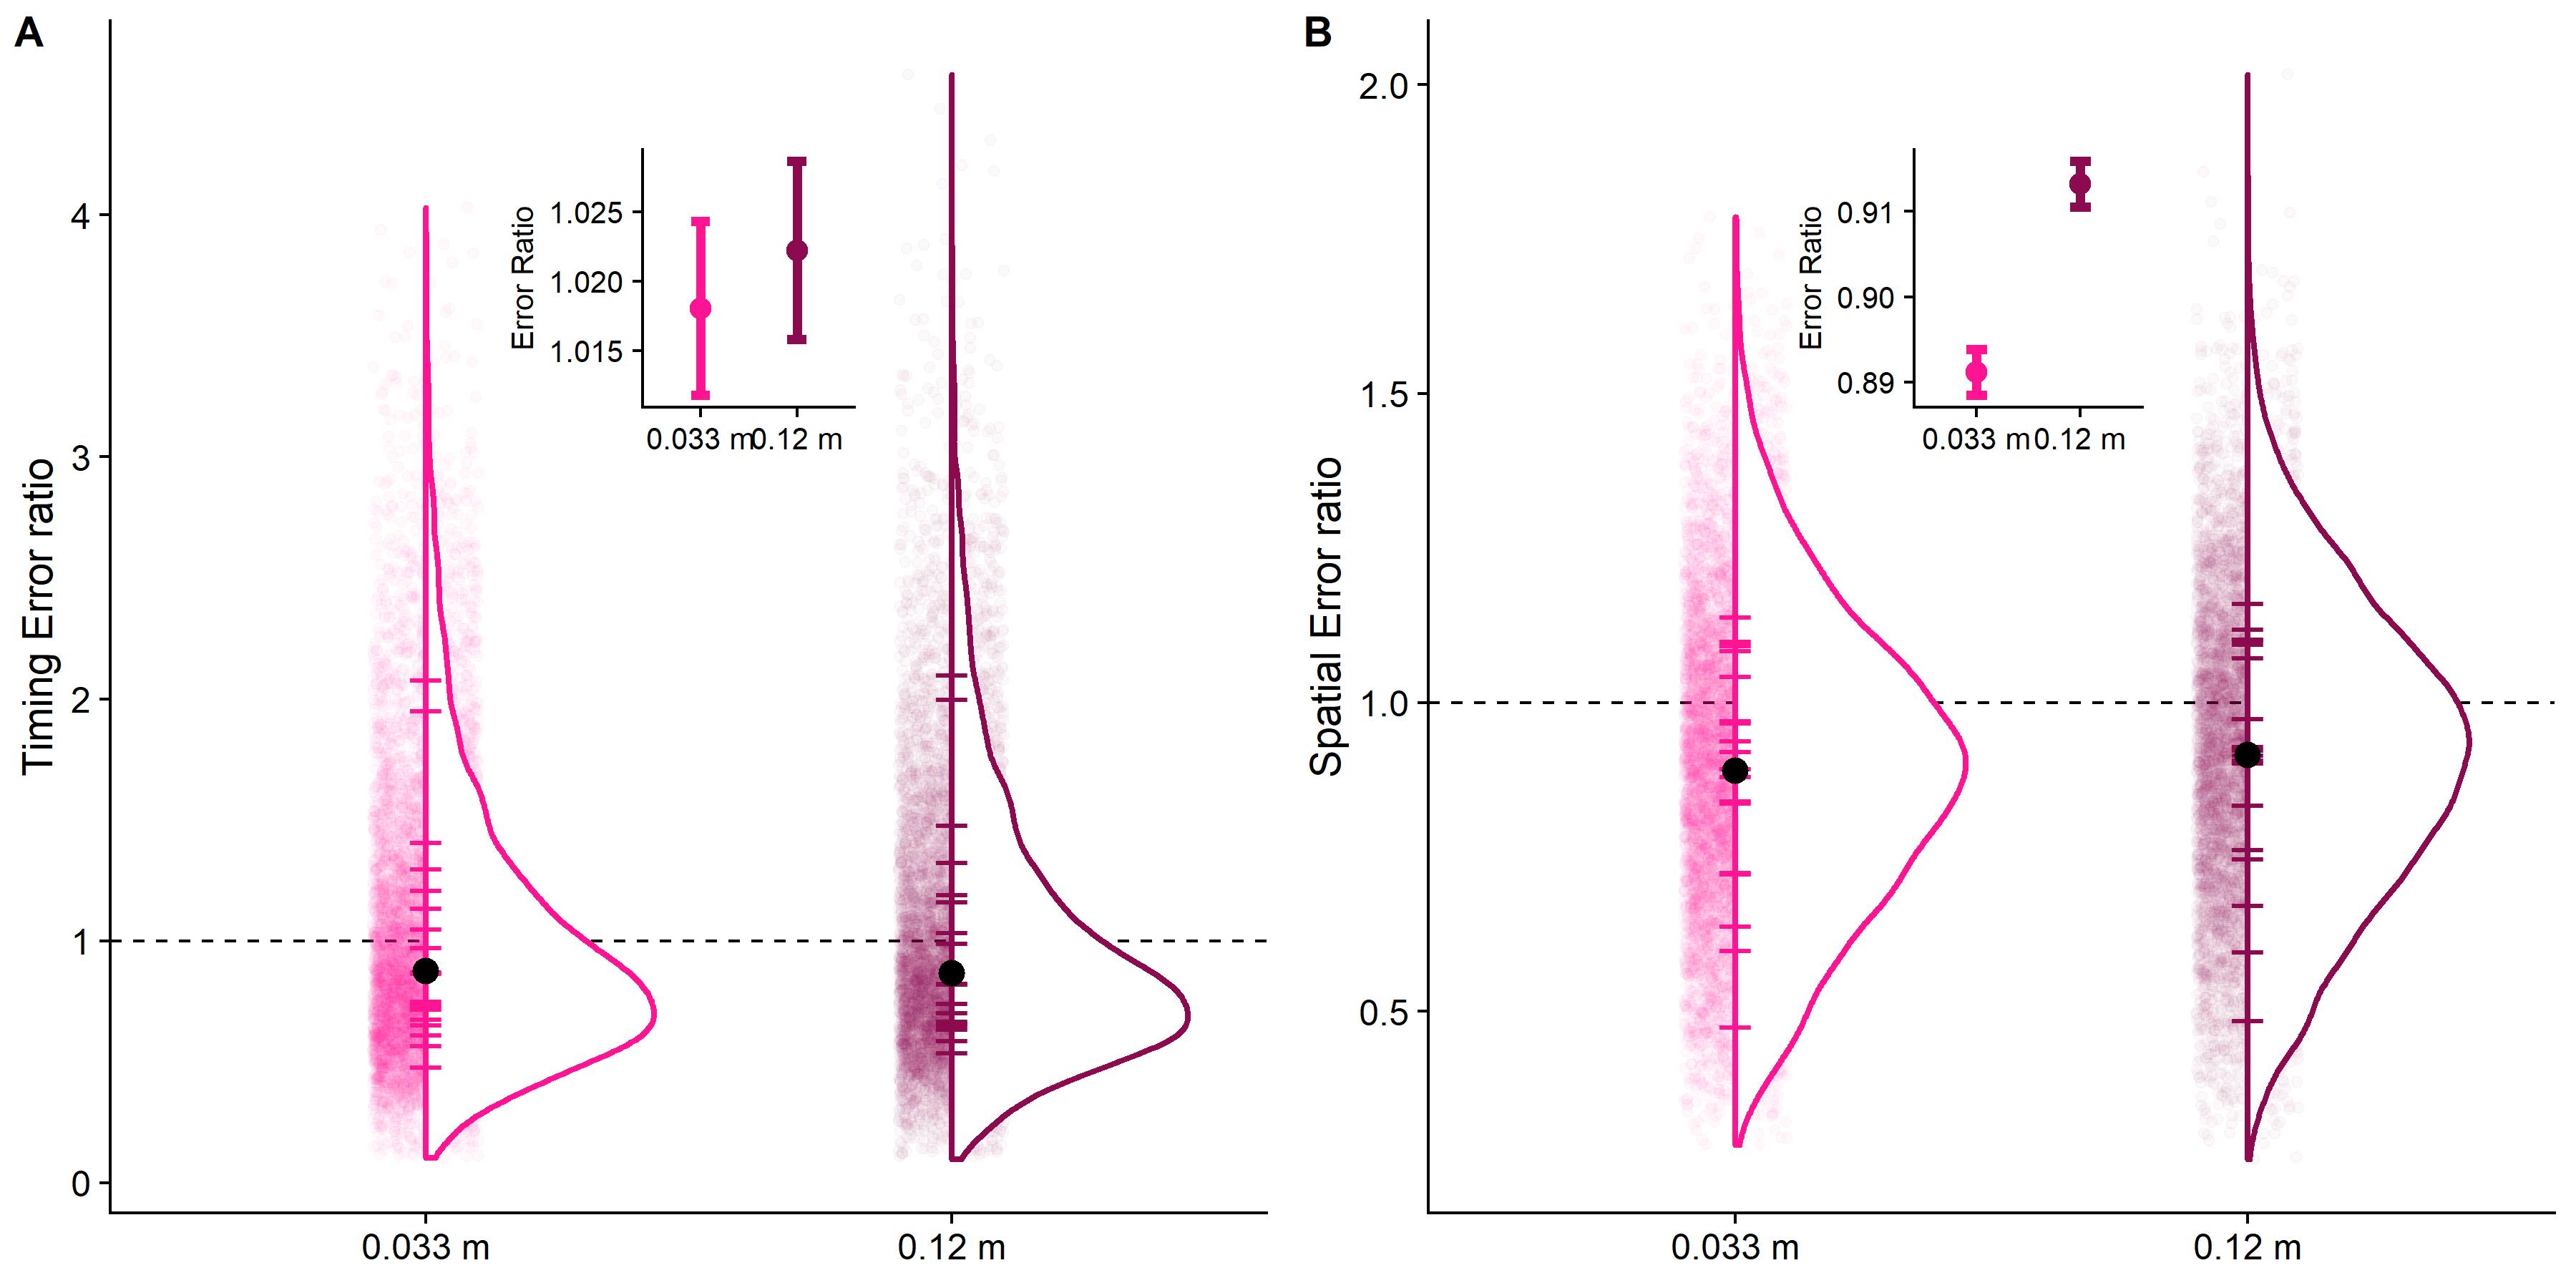 A
Timing Error ratio
4
3
2
1
0
0.033 m
0.12 m
Error Ratio
1.025
1.020
1.015
0.033 m
0.12 m
B
Spatial Error ratio
2.0
1.5
1.0
0.5
0.033 m
0.12 m
Error Ratio
0.91
0.90
0.89
0.033 m
0.12 m